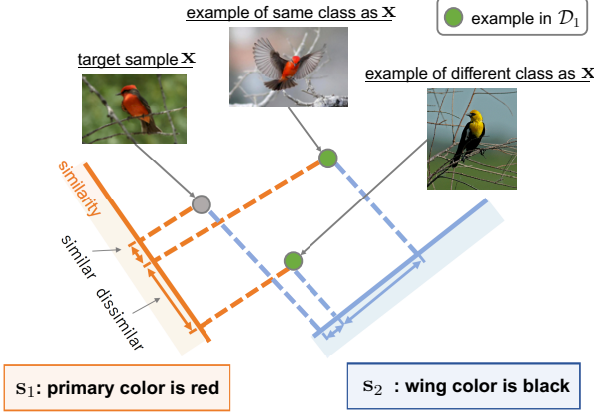 example of same class as x
example in 𝒟₁
target sample x
example of different class as x
similarity
similar
dissimilar
s₁: primary color is red
s₂ : wing color is black